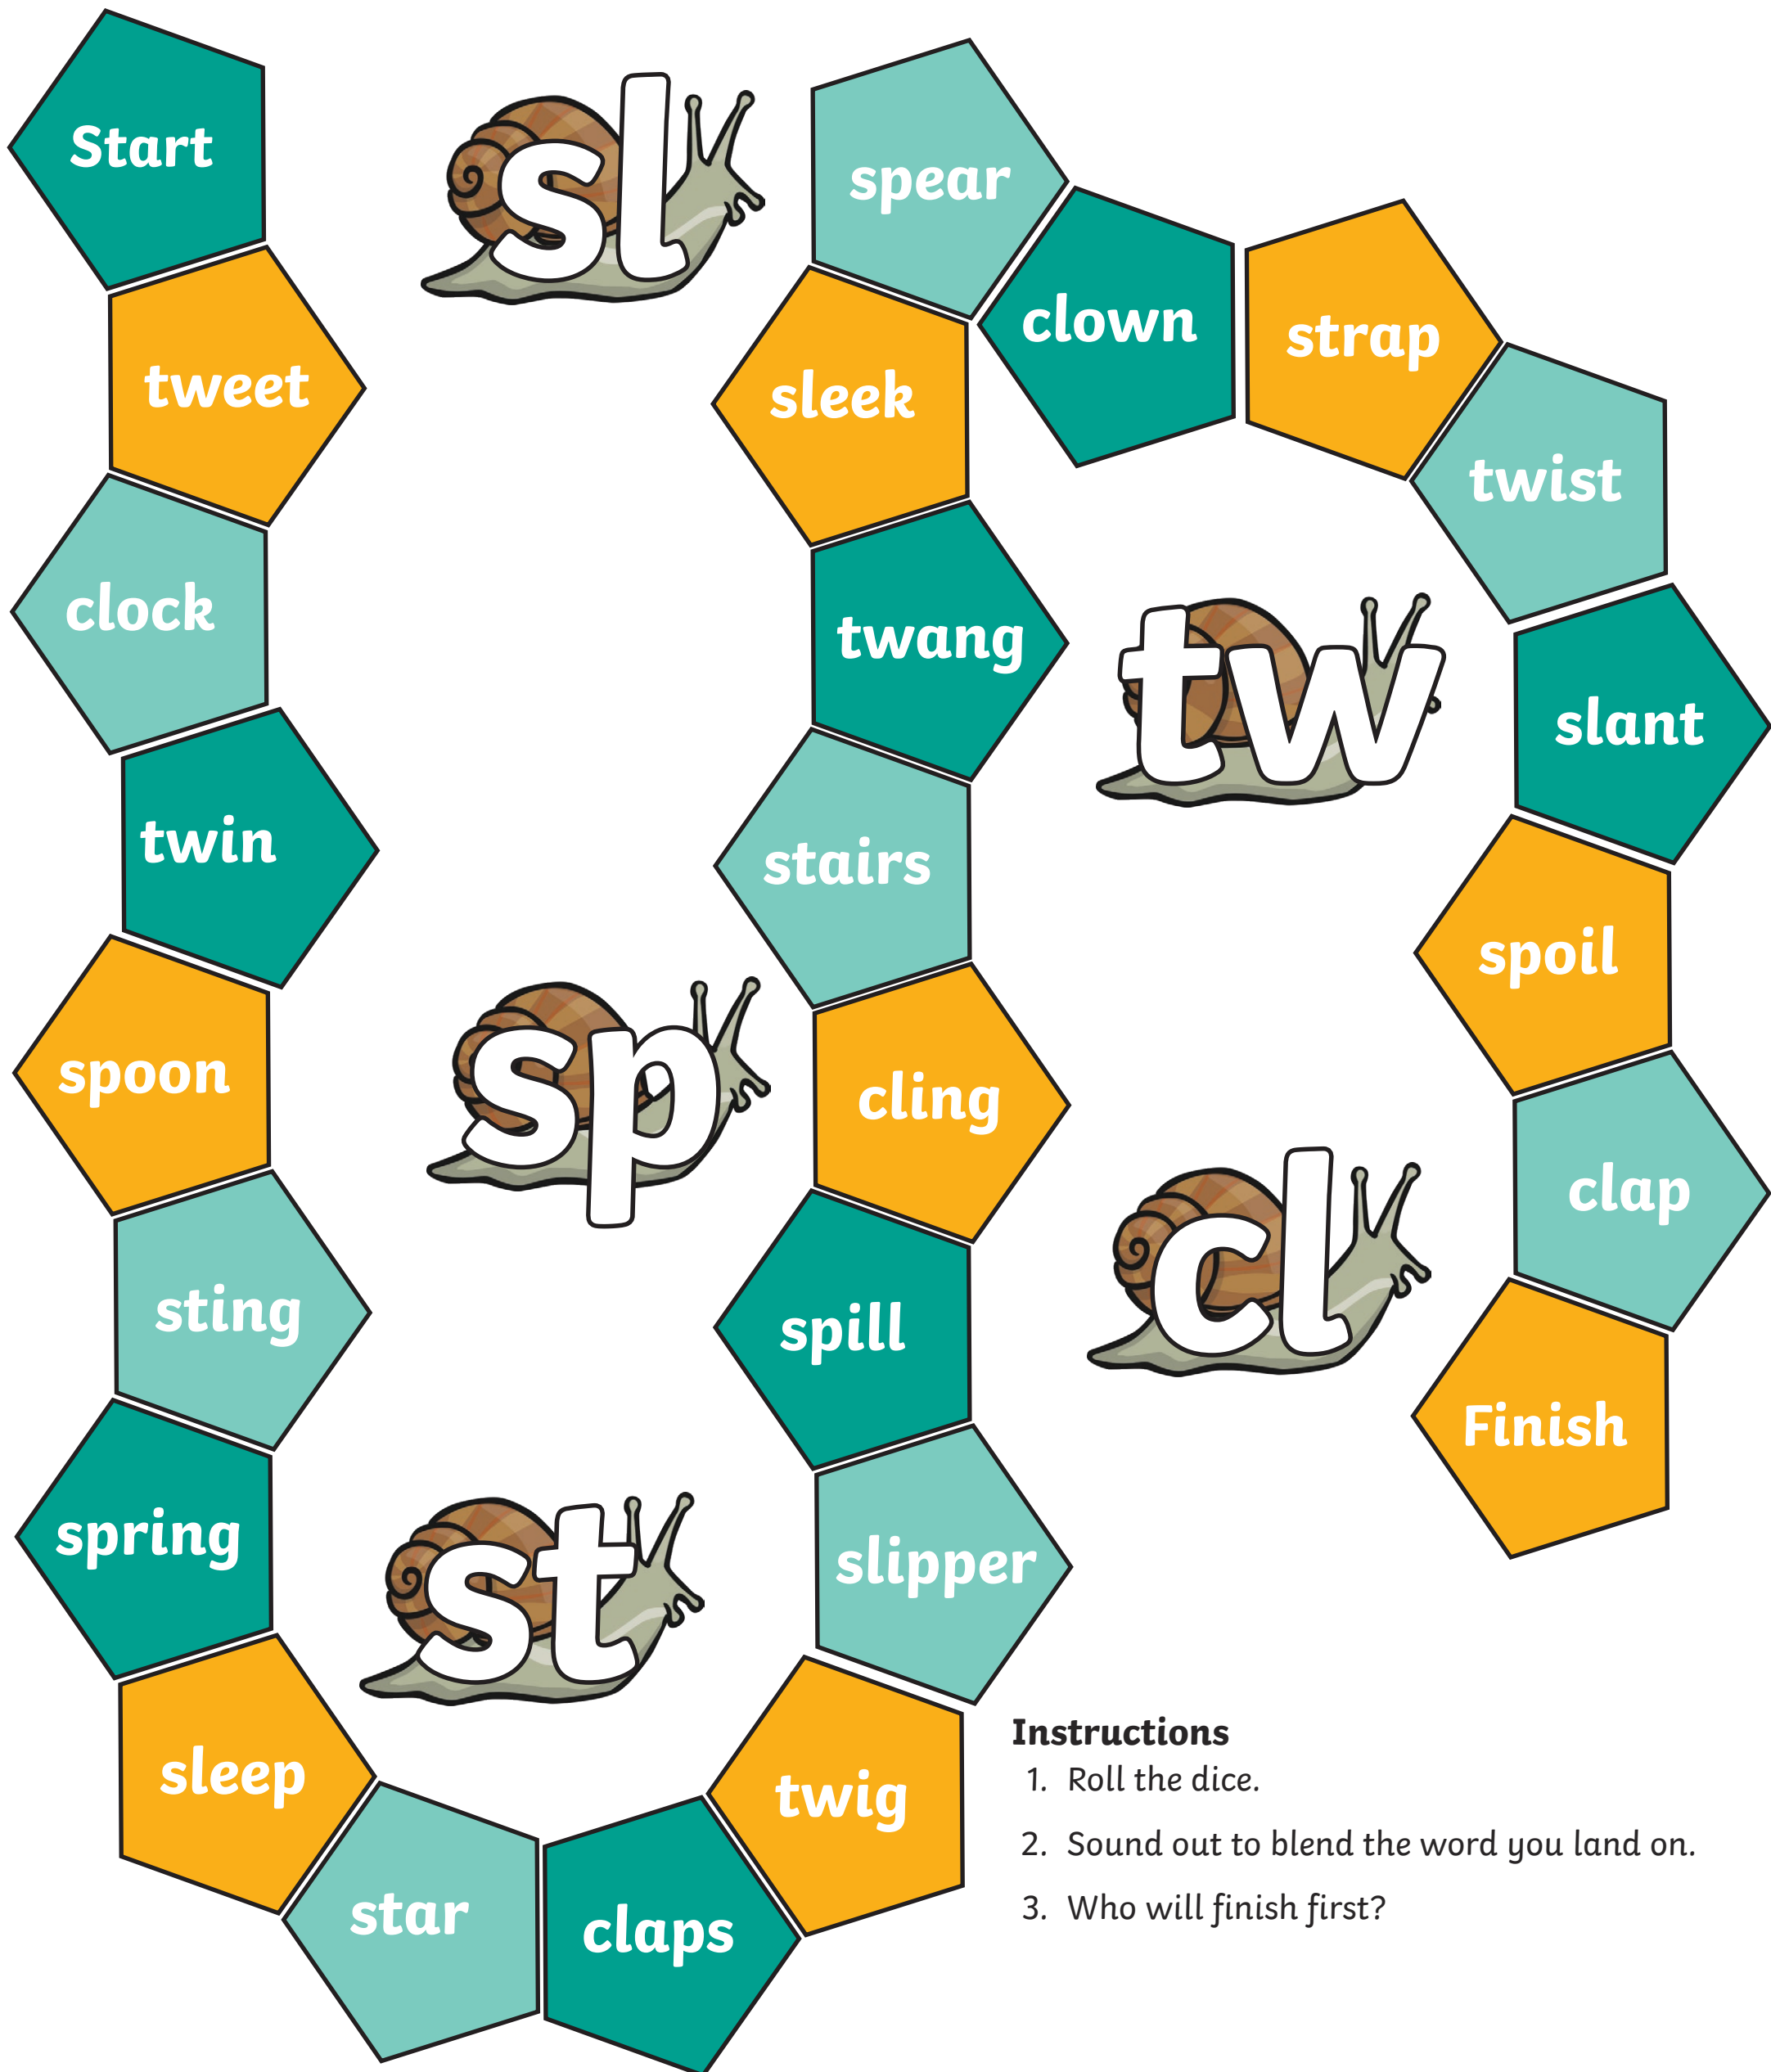 Start
tweet
clock
twin
spoon
sting
spring
sleep
star
claps
twig
slipper
spill
cling
stairs
twang
sleek
spear
clown
strap
twist
slant
spoil
clap
Finish
sl
sp
st
tw
cl
Instructions
1. Roll the dice.
2. Sound out to blend the word you land on.
3. Who will finish first?